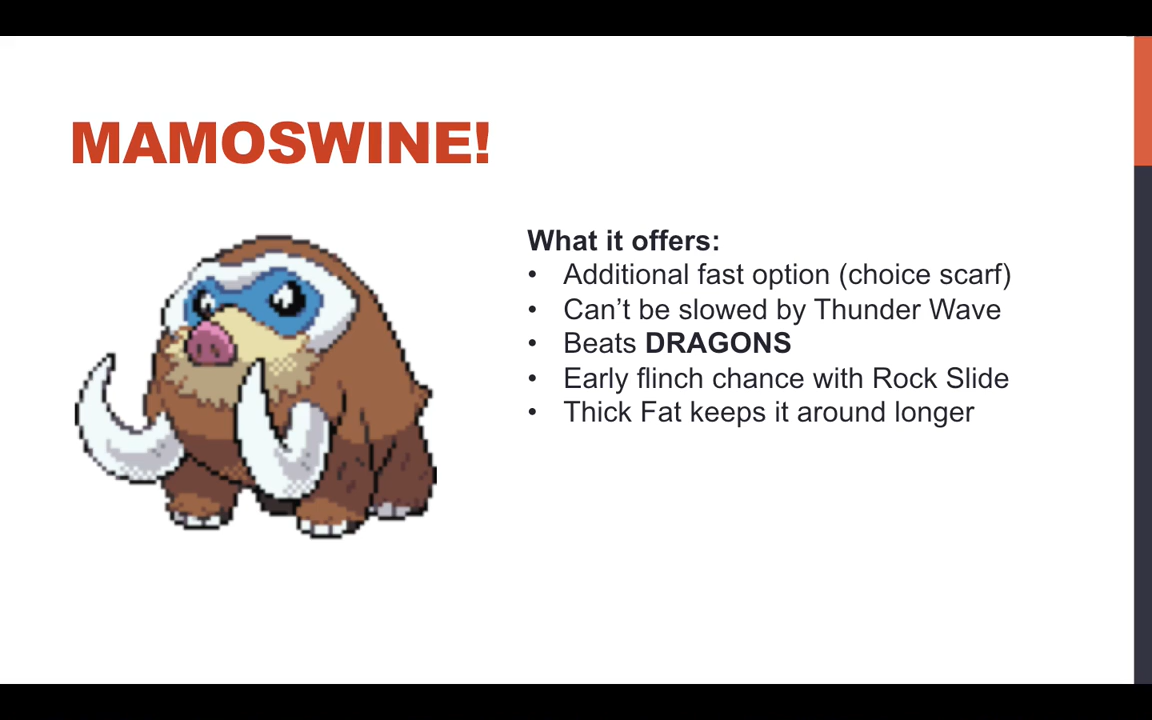 MAMOSWINE!
What it offers:
• Additional fast option (choice scarf)
• Can’t be slowed by Thunder Wave
• Beats DRAGONS
• Early flinch chance with Rock Slide
• Thick Fat keeps it around longer